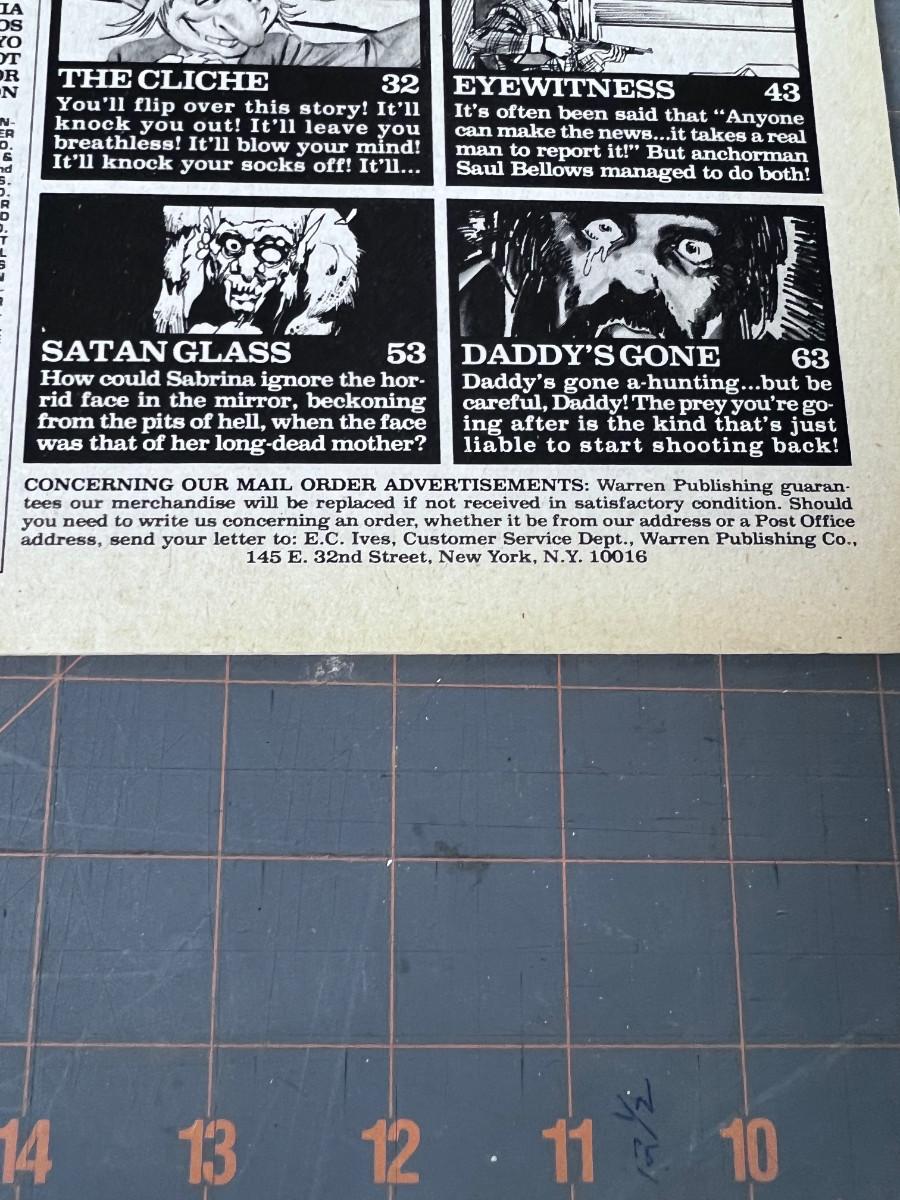 IA
OS
YO
OT
OR
ON
N-
ER
O.
&
nd
S.
O.
R
D
O.
T
L
S
N
THE CLICHE 32
You'll flip over this story! It'll
knock you out! It'll leave you
breathless! It'll blow your mind!
It'll knock your socks off! It'll...
EYEWITNESS 43
It's often been said that “Anyone
can make the news...it takes a real
man to report it!” But anchorman
Saul Bellows managed to do both!
SATAN GLASS 53
How could Sabrina ignore the hor-
rid face in the mirror, beckoning
from the pits of hell, when the face
was that of her long-dead mother?
DADDY'S GONE 63
Daddy's gone a-hunting...but be
careful, Daddy! The prey you're go-
ing after is the kind that's just
liable to start shooting back!
CONCERNING OUR MAIL ORDER ADVERTISEMENTS: Warren Publishing guaran-
tees our merchandise will be replaced if not received in satisfactory condition. Should
you need to write us concerning an order, whether it be from our address or a Post Office
address, send your letter to: E.C. Ives, Customer Service Dept., Warren Publishing Co.,
145 E. 32nd Street, New York, N.Y. 10016
14 13 12 11 10